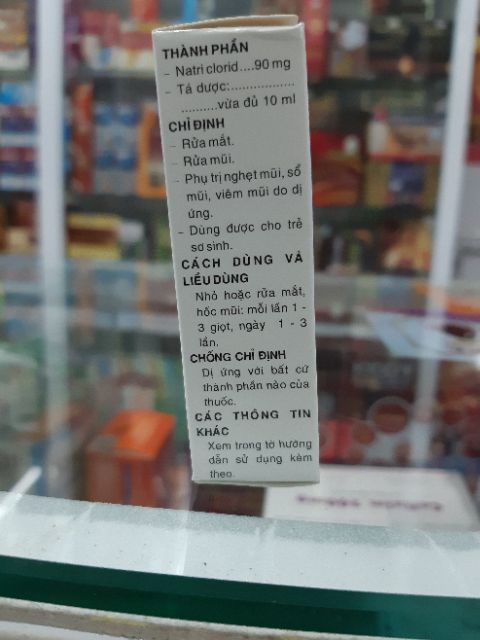 THÀNH PHẦN
- Natri clorid....90 mg
- Tá dược:..................
..........vừa đủ 10 ml
CHỈ ĐỊNH
- Rửa mắt.
- Rửa mũi.
- Phụ trị nghẹt mũi, sổ
mũi, viêm mũi do dị
ứng.
- Dùng được cho trẻ
sơ sinh.
CÁCH DÙNG VÀ
LIỀU DÙNG
Nhỏ hoặc rửa mắt,
hốc mũi: mỗi lần 1 -
3 giọt, ngày 1 - 3
lần.
CHỐNG CHỈ ĐỊNH
Dị ứng với bất cứ
thành phần nào của
thuốc.
CÁC THÔNG TIN
KHÁC
Xem trong tờ hướng
dẫn sử dụng kèm
theo.